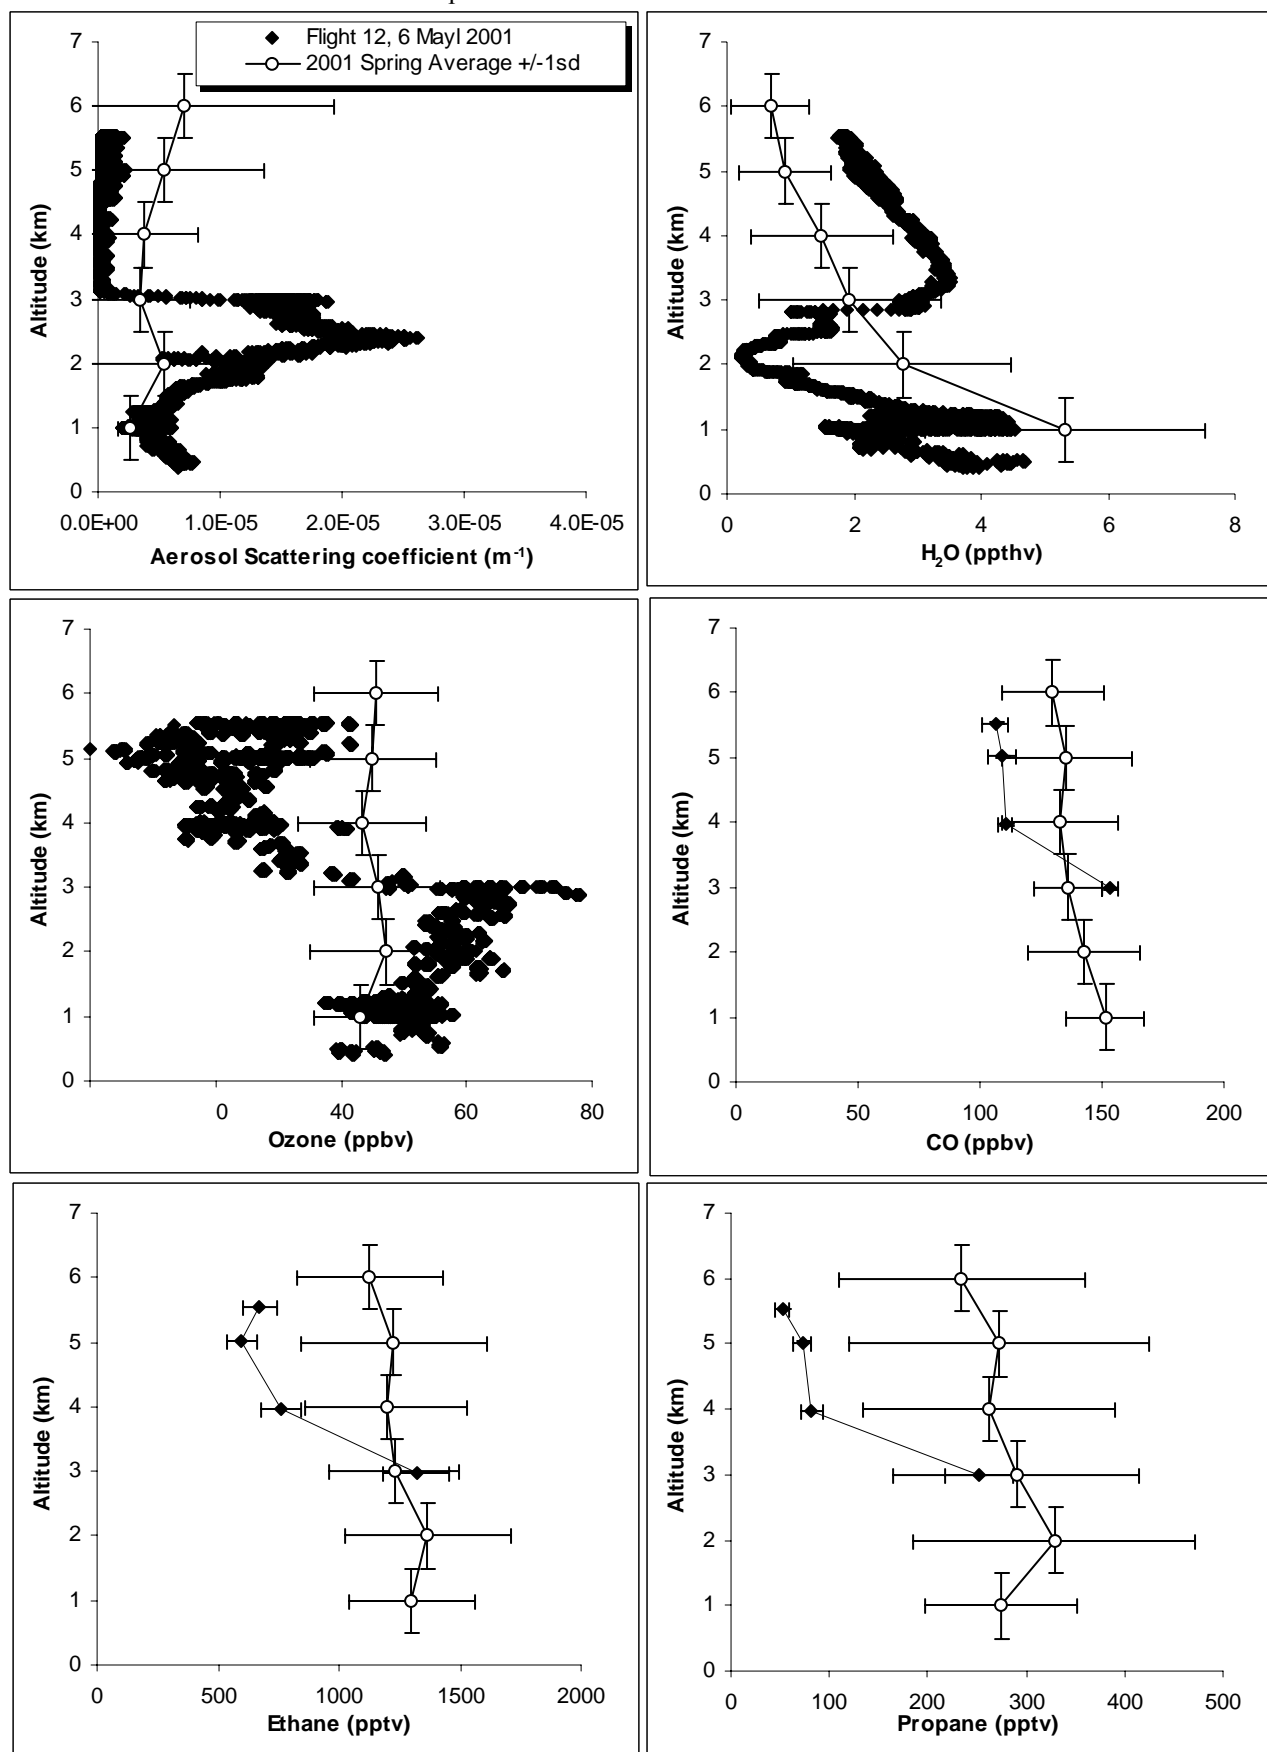 7
Flight 12, 6 Mayl 2001
2001 Spring Average +/-1sd
6
5
4
3
2
1
0
Altitude (km)
0.0E+00 1.0E-05 2.0E-05 3.0E-05 4.0E-05
Aerosol Scattering coefficient (m-1)
7
6
5
4
3
2
1
0
Altitude (km)
0 2 4 6 8
H2O (ppthv)
7
6
5
4
3
2
1
0
Altitude (km)
0 40 60 80
Ozone (ppbv)
7
6
5
4
3
2
1
0
Altitude (km)
0 50 100 150 200
CO (ppbv)
7
6
5
4
3
2
1
0
Altitude (km)
0 500 1000 1500 2000
Ethane (pptv)
7
6
5
4
3
2
1
0
Altitude (km)
0 100 200 300 400 500
Propane (pptv)